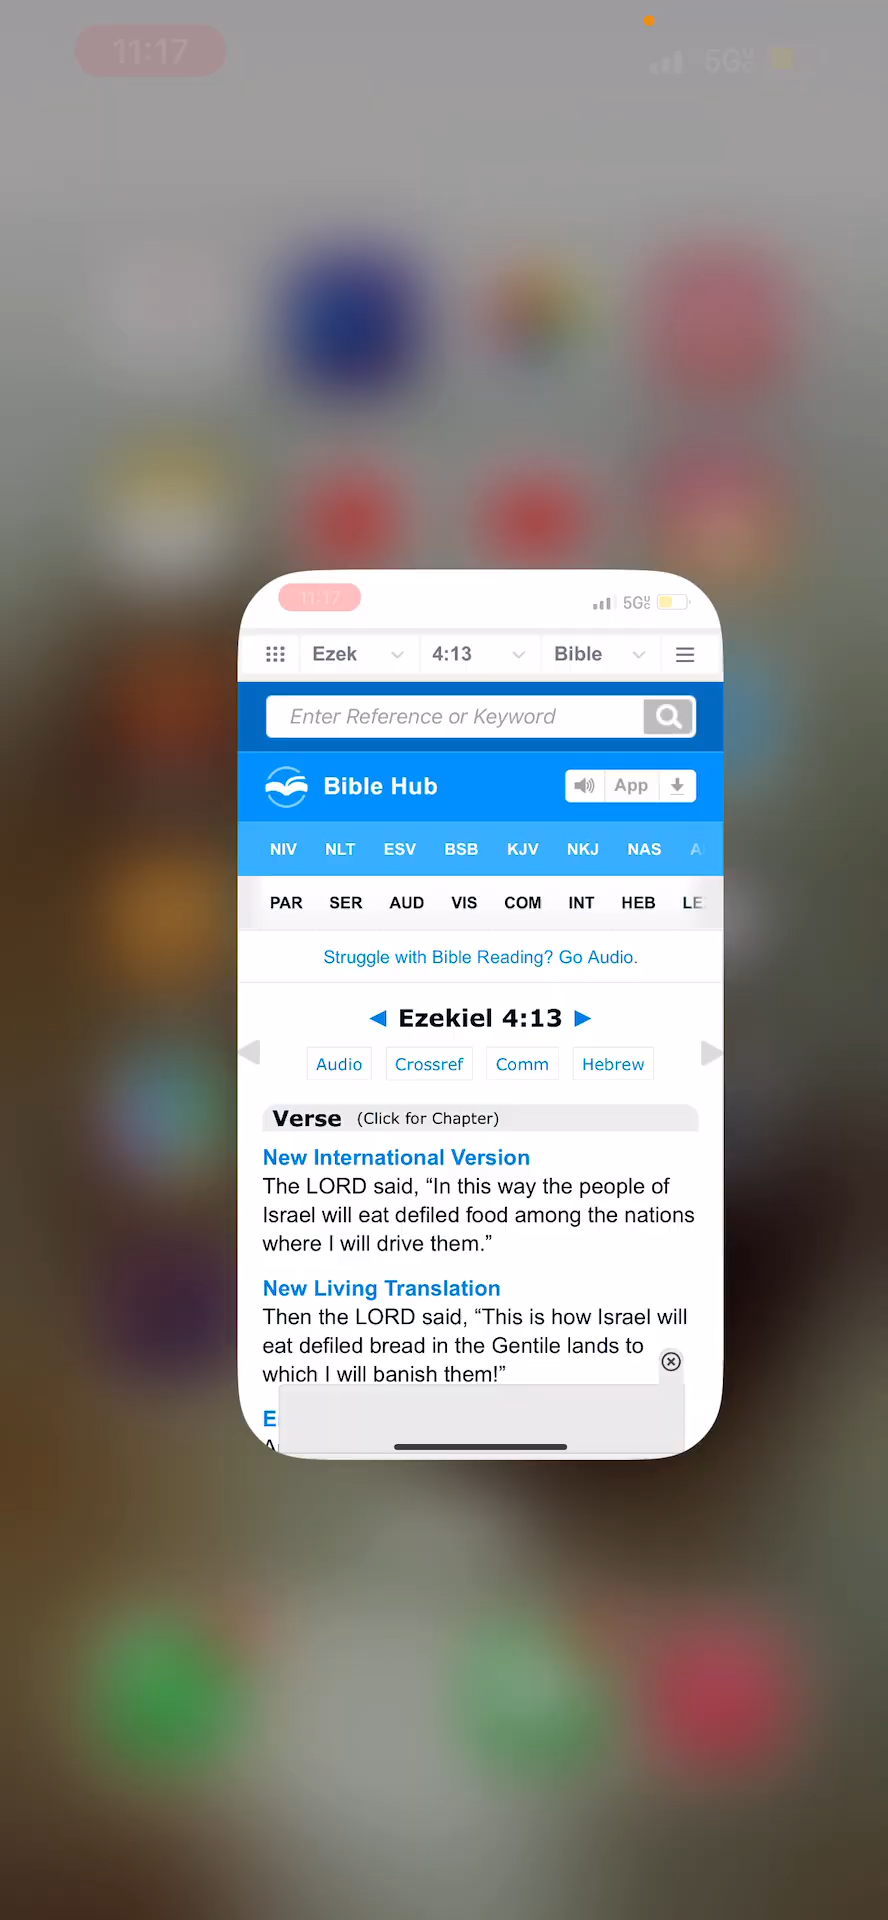 11:17
5G
11:17
5GUC
Ezek 4:13 Bible
Enter Reference or Keyword
Bible Hub App
NIV NLT ESV BSB KJV NKJ NAS A
PAR SER AUD VIS COM INT HEB LE
Struggle with Bible Reading? Go Audio.
Ezekiel 4:13
Audio Crossref Comm Hebrew
Verse (Click for Chapter)
New International Version
The LORD said, “In this way the people of
Israel will eat defiled food among the nations
where I will drive them.”
New Living Translation
Then the LORD said, “This is how Israel will
eat defiled bread in the Gentile lands to
which I will banish them!”
E